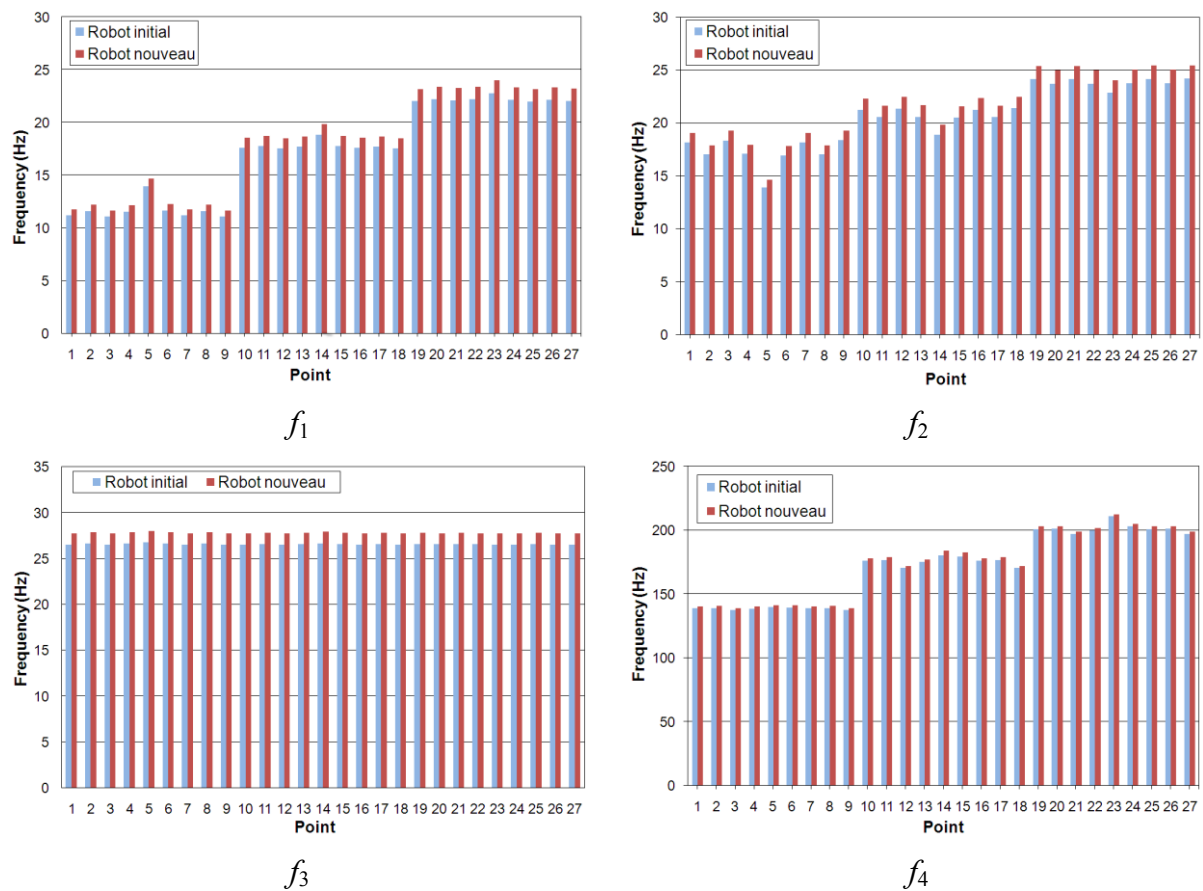 Robot initial
Robot nouveau
Frequency (Hz)
30
25
20
15
10
5
0
1 2 3 4 5 6 7 8 9 10 11 12 13 14 15 16 17 18 19 20 21 22 23 24 25 26 27
Point
f1
Robot initial
Robot nouveau
Frequency (Hz)
30
25
20
15
10
5
0
1 2 3 4 5 6 7 8 9 10 11 12 13 14 15 16 17 18 19 20 21 22 23 24 25 26 27
Point
f2
Robot initial Robot nouveau
Frequency (Hz)
35
30
25
20
15
10
5
0
1 2 3 4 5 6 7 8 9 10 11 12 13 14 15 16 17 18 19 20 21 22 23 24 25 26 27
Point
f3
Robot initial
Robot nouveau
Frequency (Hz)
250
200
150
100
50
0
1 2 3 4 5 6 7 8 9 10 11 12 13 14 15 16 17 18 19 20 21 22 23 24 25 26 27
Point
f4